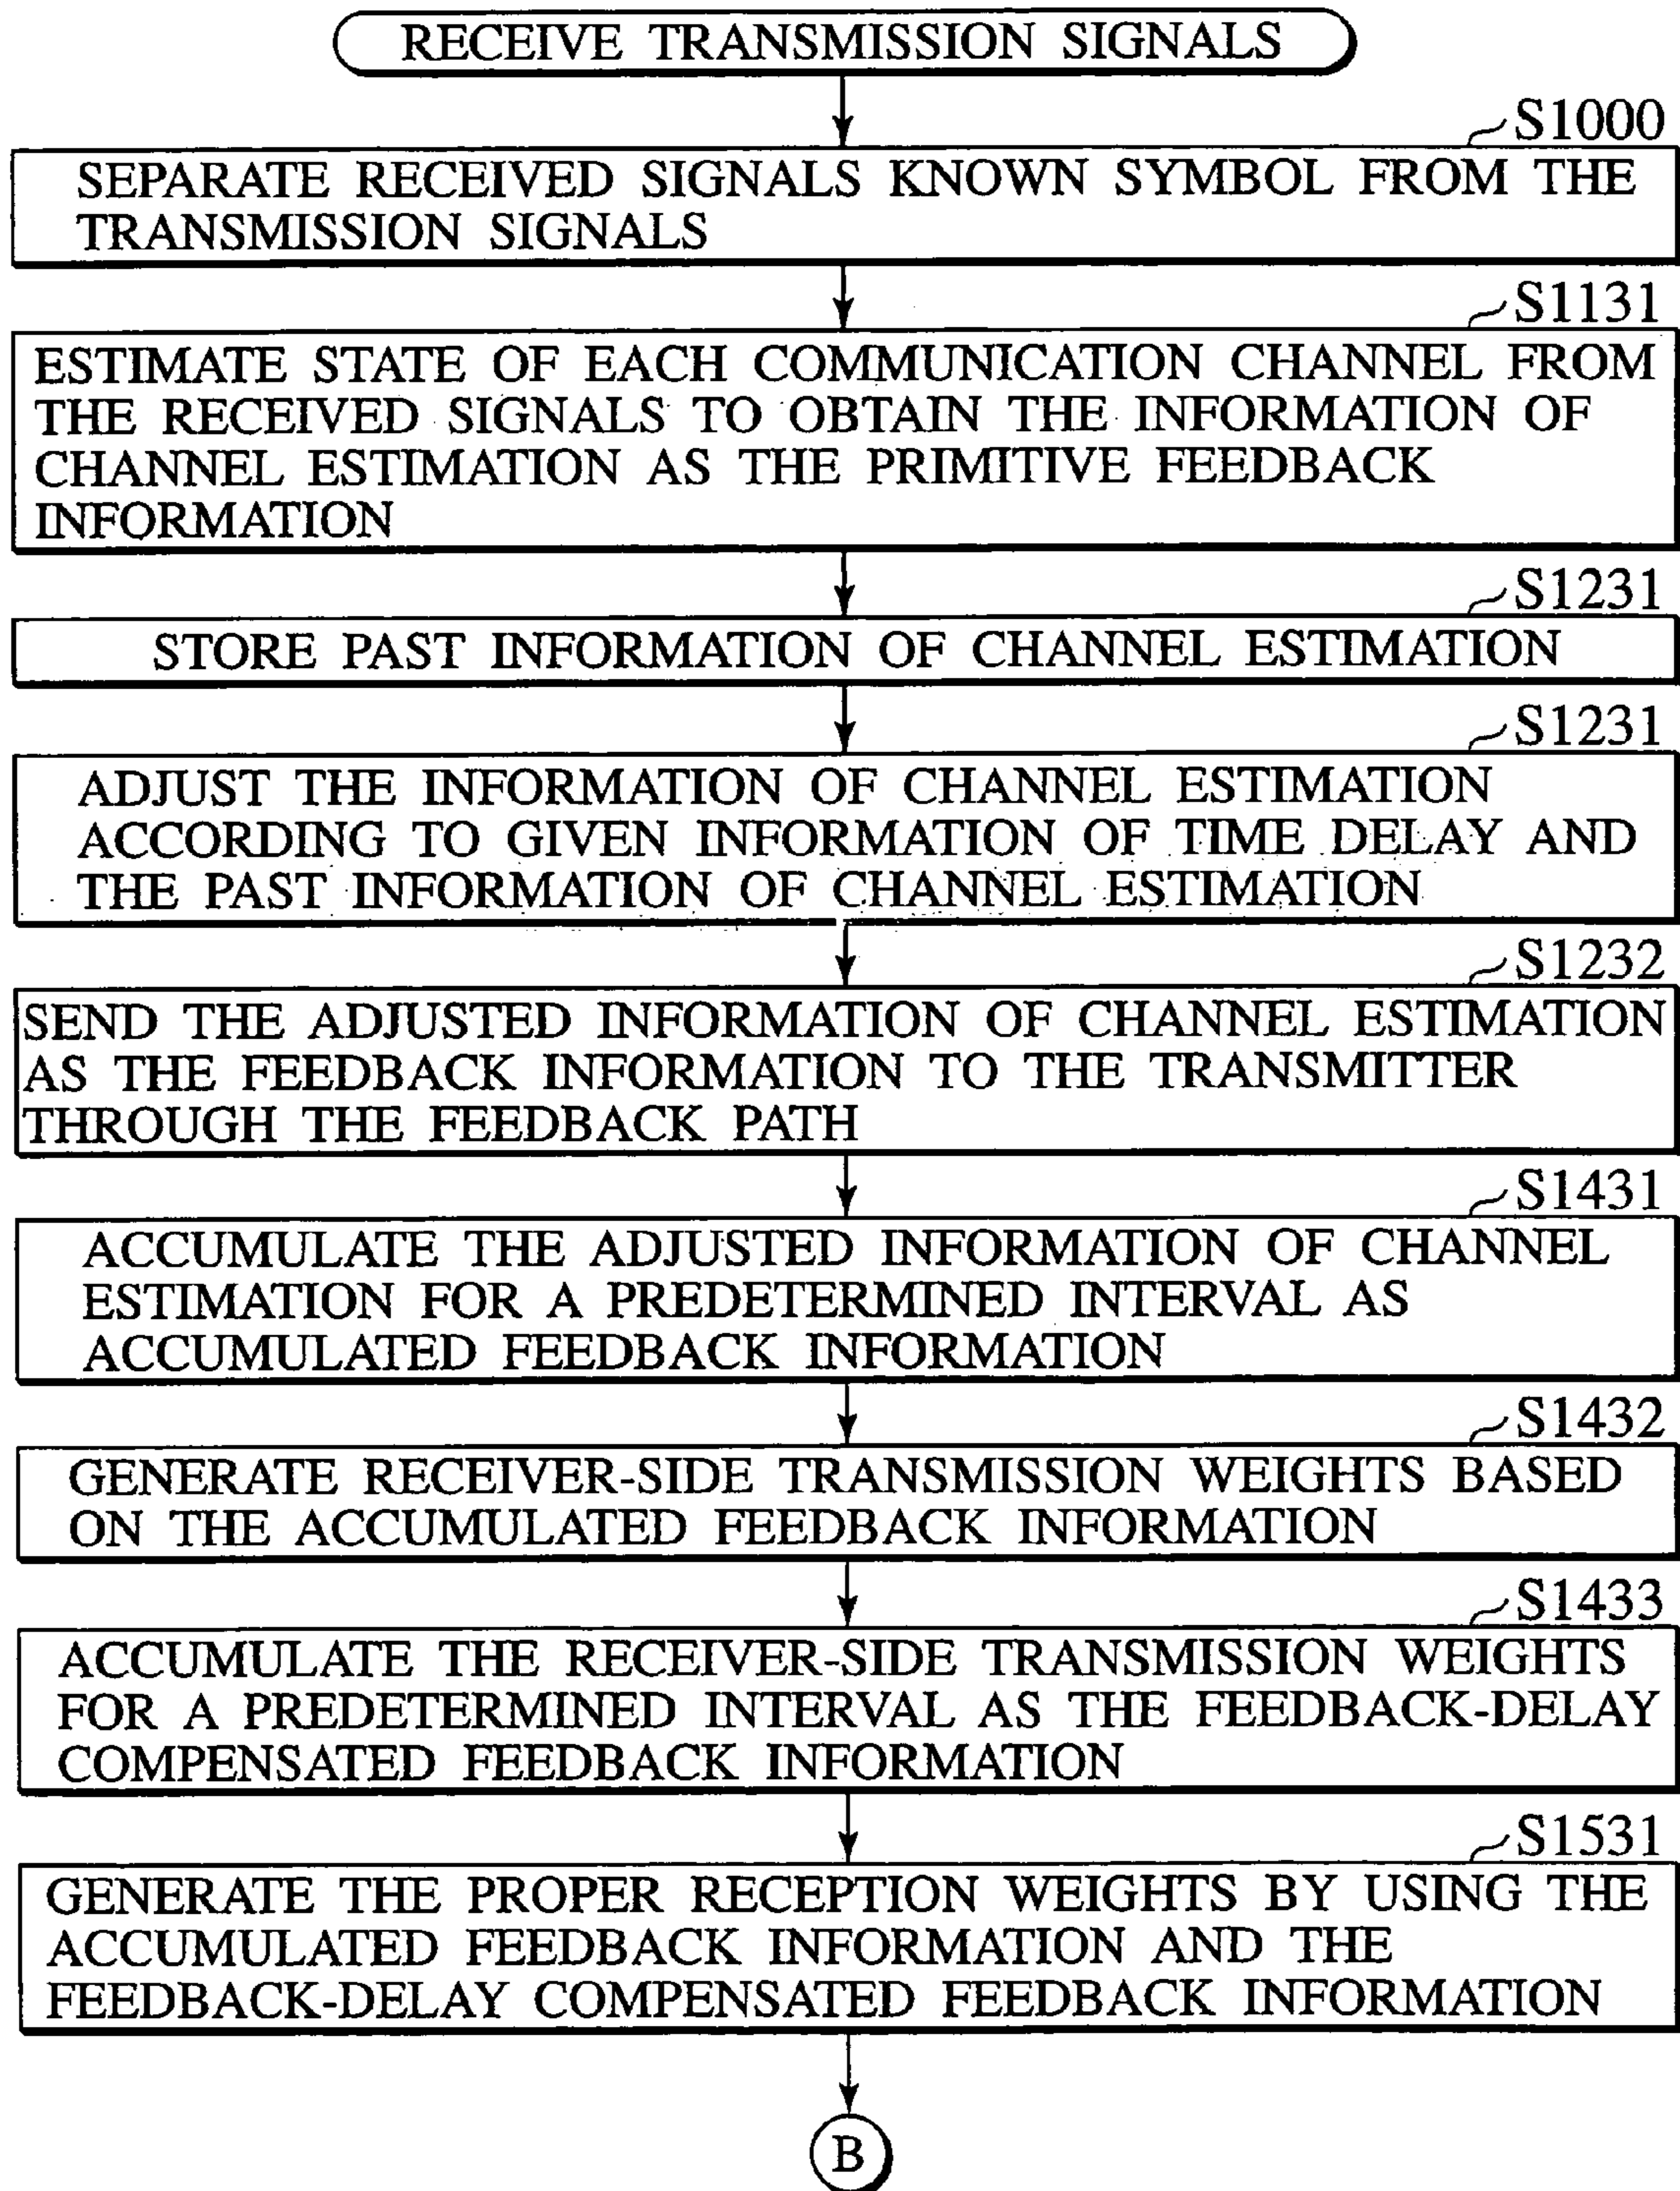 RECEIVE TRANSMISSION SIGNALS
S1000
SEPARATE RECEIVED SIGNALS KNOWN SYMBOL FROM THE
TRANSMISSION SIGNALS
S1131
ESTIMATE STATE OF EACH COMMUNICATION CHANNEL FROM
THE RECEIVED SIGNALS TO OBTAIN THE INFORMATION OF
CHANNEL ESTIMATION AS THE PRIMITIVE FEEDBACK
INFORMATION
S1231
STORE PAST INFORMATION OF CHANNEL ESTIMATION
S1231
ADJUST THE INFORMATION OF CHANNEL ESTIMATION
ACCORDING TO GIVEN INFORMATION OF TIME DELAY AND
THE PAST INFORMATION OF CHANNEL ESTIMATION
S1232
SEND THE ADJUSTED INFORMATION OF CHANNEL ESTIMATION
AS THE FEEDBACK INFORMATION TO THE TRANSMITTER
THROUGH THE FEEDBACK PATH
S1431
ACCUMULATE THE ADJUSTED INFORMATION OF CHANNEL
ESTIMATION FOR A PREDETERMINED INTERVAL AS
ACCUMULATED FEEDBACK INFORMATION
S1432
GENERATE RECEIVER-SIDE TRANSMISSION WEIGHTS BASED
ON THE ACCUMULATED FEEDBACK INFORMATION
S1433
ACCUMULATE THE RECEIVER-SIDE TRANSMISSION WEIGHTS
FOR A PREDETERMINED INTERVAL AS THE FEEDBACK-DELAY
COMPENSATED FEEDBACK INFORMATION
S1531
GENERATE THE PROPER RECEPTION WEIGHTS BY USING THE
ACCUMULATED FEEDBACK INFORMATION AND THE
FEEDBACK-DELAY COMPENSATED FEEDBACK INFORMATION
B